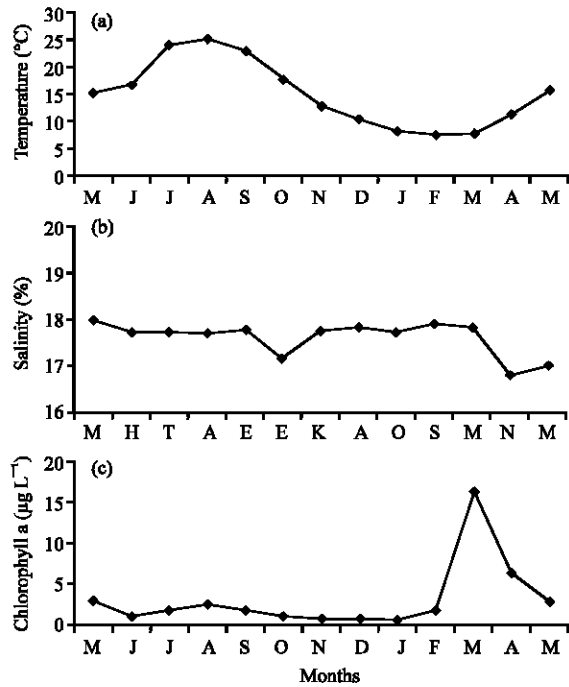 (a)
Temperature (°C)
30
25
20
15
10
5
0
M J J A S O N D J F M A M
(b)
Salinity (%)
20
19
18
17
16
M H T A E E K A O S M N M
(c)
Chlorophyll a (µg L⁻¹)
20
15
10
5
0
M J J A S O N D J F M A M
Months